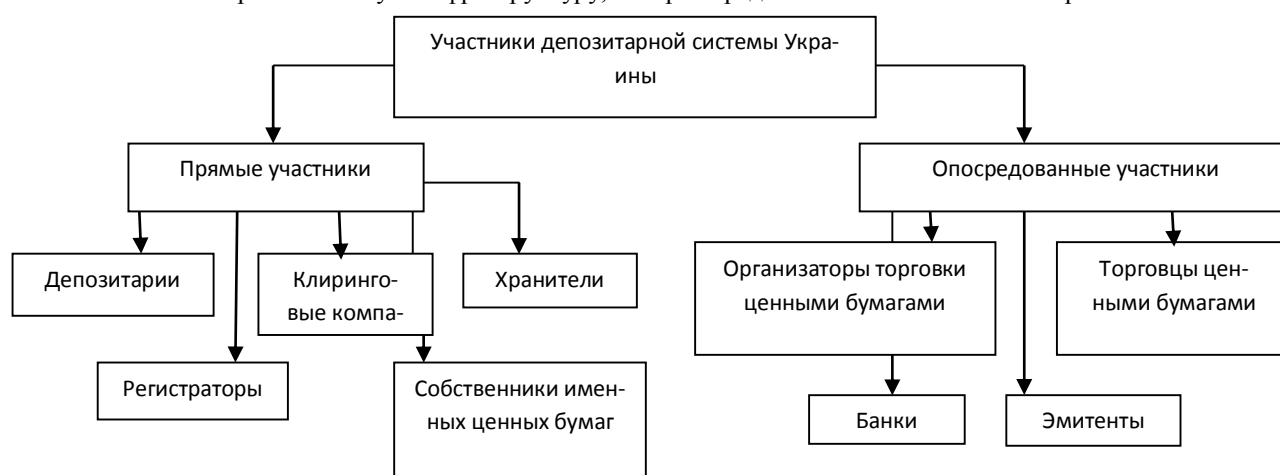 Участники депозитарной системы Укра-
ины
Прямые участники
Опосредованные участники
Депозитарии
Клиринго-
вые компа-
Хранители
Организаторы торговки
ценными бумагами
Торговцы цен-
ными бумагами
Регистраторы
Собственники имен-
ных ценных бумаг
Банки
Эмитенты